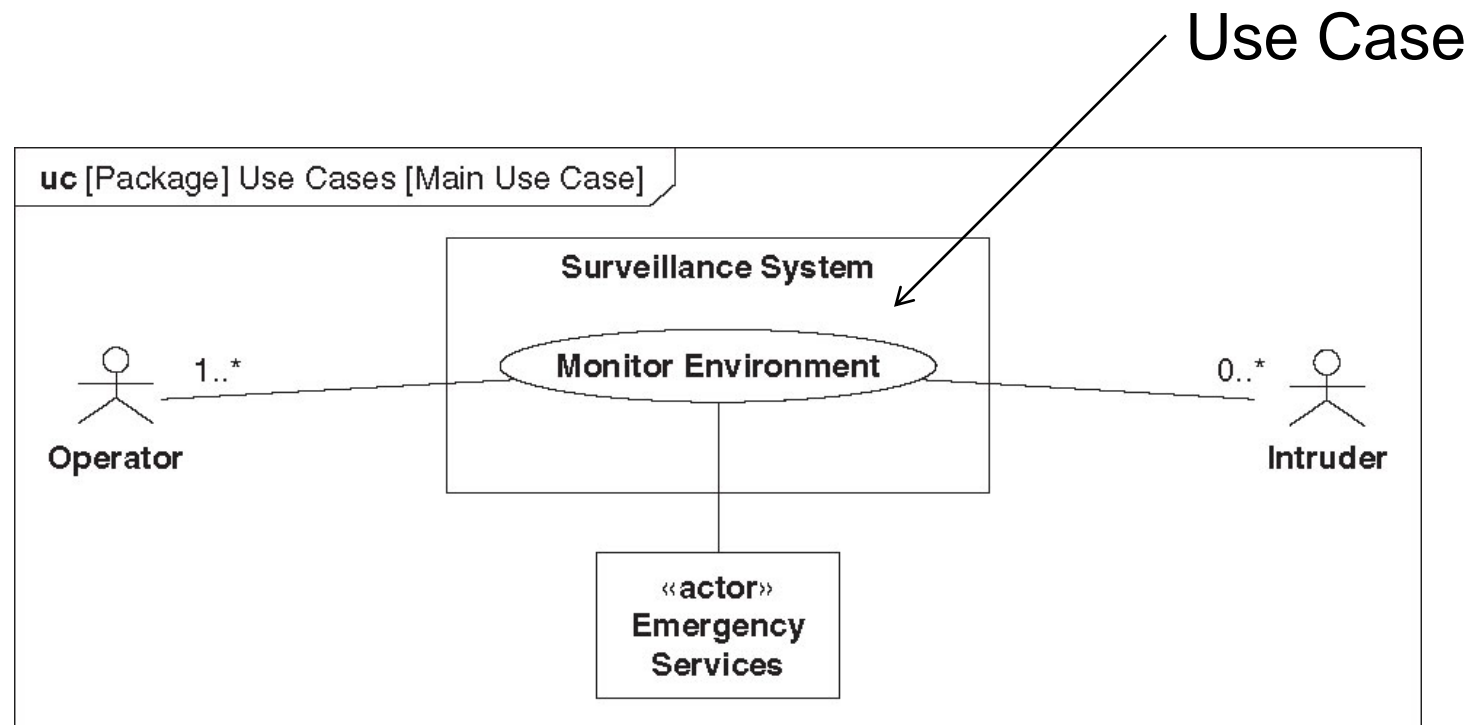 Use Case
uc [Package] Use Cases [Main Use Case]
Surveillance System
Monitor Environment
1..*
0..*
Operator
Intruder
«actor»
Emergency
Services